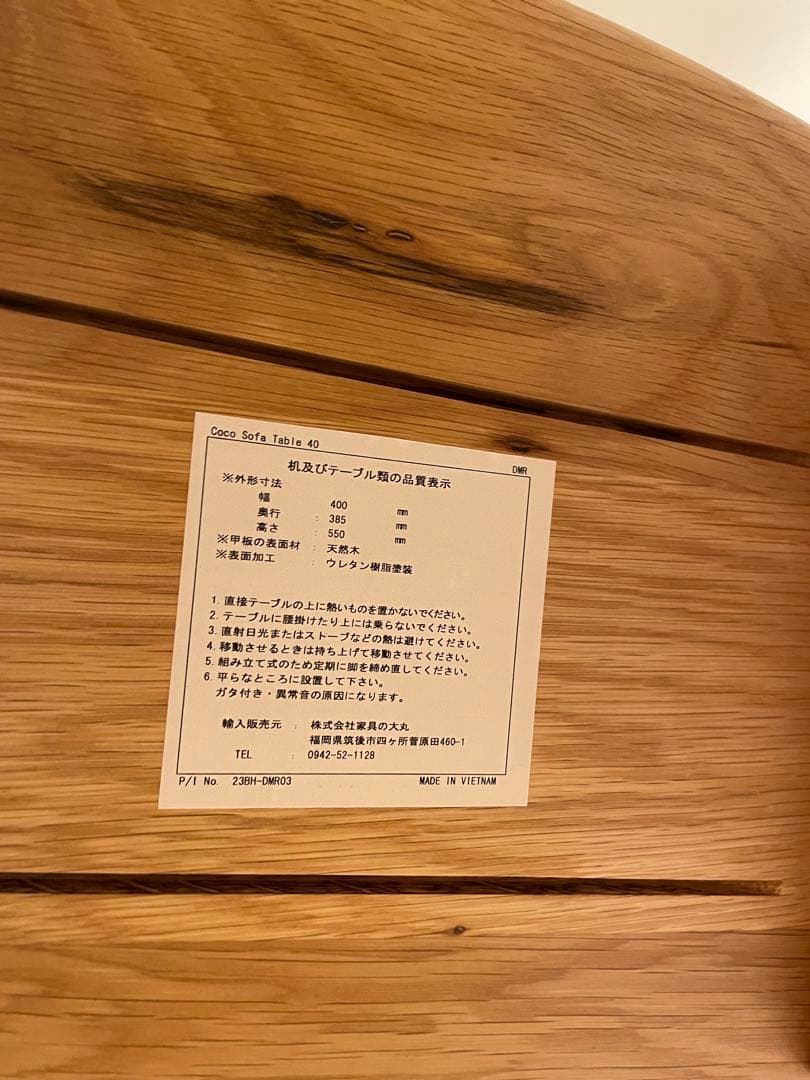 Coco Sofa Table 40
DMR
机及びテーブル類の品質表示
※外形寸法
幅 400 mm
奥行 : 385 mm
高さ : 550 mm
※甲板の表面材 : 天然木
※表面加工 : ウレタン樹脂塗装
1. 直接テーブルの上に熱いものを置かないでください。
2. テーブルに腰掛けたり上には乗らないでください。
3. 直射日光またはストーブなどの熱は避けてください。
4. 移動させるときは持ち上げて移動させてください。
5. 組み立て式のため定期に脚を締め直してください。
6. 平らなところに設置して下さい。
ガタ付き・異常音の原因になります。
輸入販売元 : 株式会社家具の大丸
福岡県筑後市四ヶ所菅原田460-1
TEL : 0942-52-1128
P/I No. 23BH-DMR03 MADE IN VIETNAM